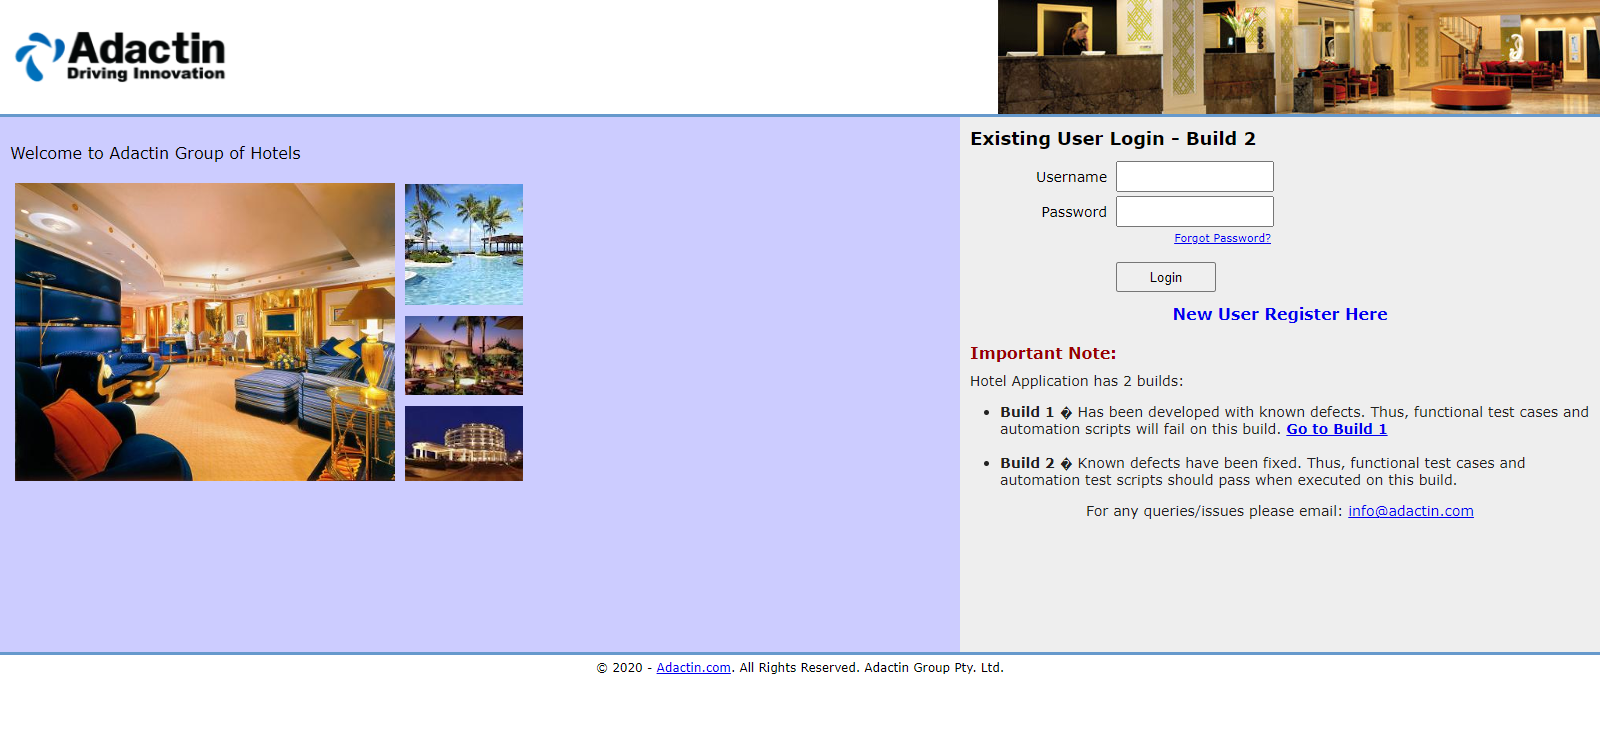 Adactin
Driving Innovation
Welcome to Adactin Group of Hotels
Existing User Login - Build 2
Username
Password
Forgot Password?
Login
New User Register Here
Important Note:
Hotel Application has 2 builds:
• Build 1 � Has been developed with known defects. Thus, functional test cases and
automation scripts will fail on this build. Go to Build 1
• Build 2 � Known defects have been fixed. Thus, functional test cases and
automation test scripts should pass when executed on this build.
For any queries/issues please email: info@adactin.com
© 2020 - Adactin.com. All Rights Reserved. Adactin Group Pty. Ltd.